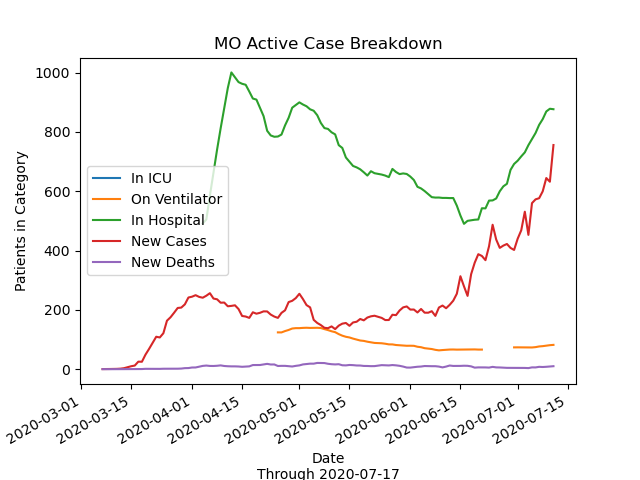 MO Active Case Breakdown
1000
800
600
400
200
0
Patients in Category
In ICU
On Ventilator
In Hospital
New Cases
New Deaths
2020-03-01
2020-03-15
2020-04-01
2020-04-15
2020-05-01
2020-05-15
2020-06-01
2020-06-15
2020-07-01
2020-07-15
Date
Through 2020-07-17